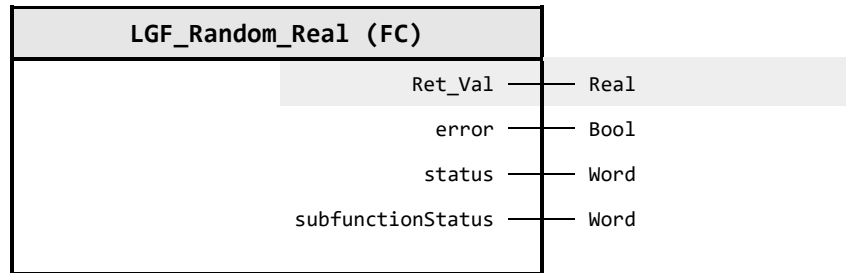 LGF_Random_Real (FC)
Ret_Val Real
error Bool
status Word
subfunctionStatus Word